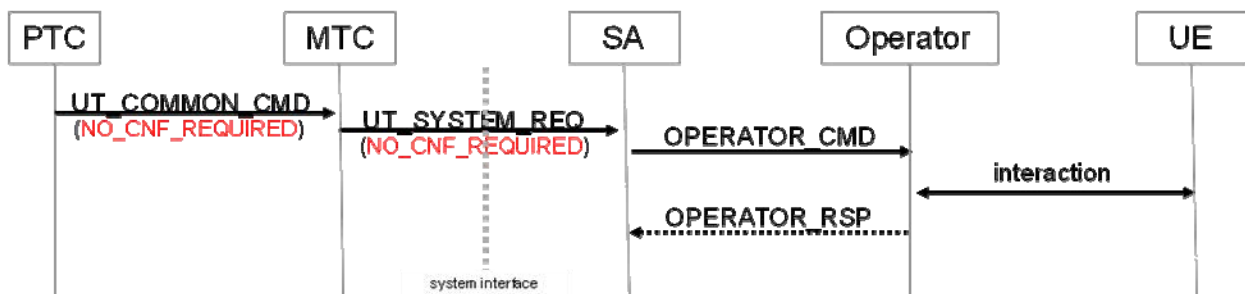 PTC
MTC
SA
Operator
UE
UT_COMMON_CMD
(NO_CNF_REQUIRED)
UT_SYSTEM_REQ
(NO_CNF_REQUIRED)
OPERATOR_CMD
interaction
OPERATOR_RSP
system interface